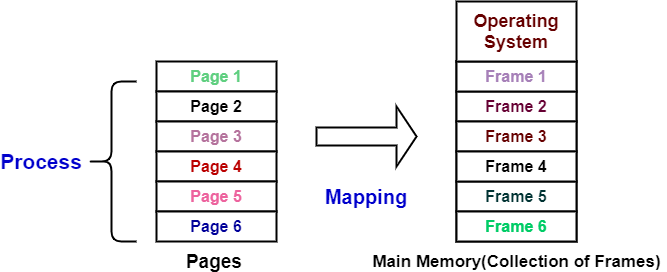 Operating
System
Page 1
Page 2
Page 3
Page 4
Page 5
Page 6
Process
Pages
Mapping
Frame 1
Frame 2
Frame 3
Frame 4
Frame 5
Frame 6
Main Memory(Collection of Frames)